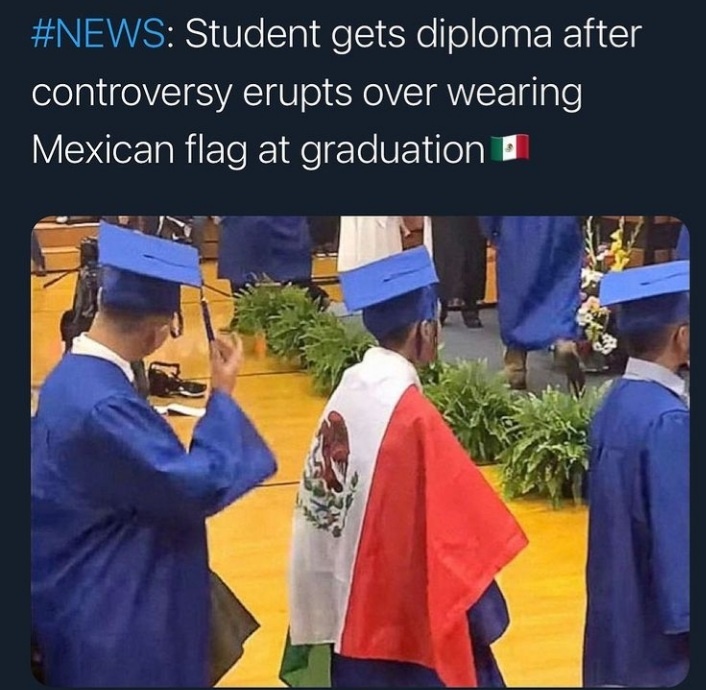 #NEWS: Student gets diploma after
controversy erupts over wearing
Mexican flag at graduation🇲🇽